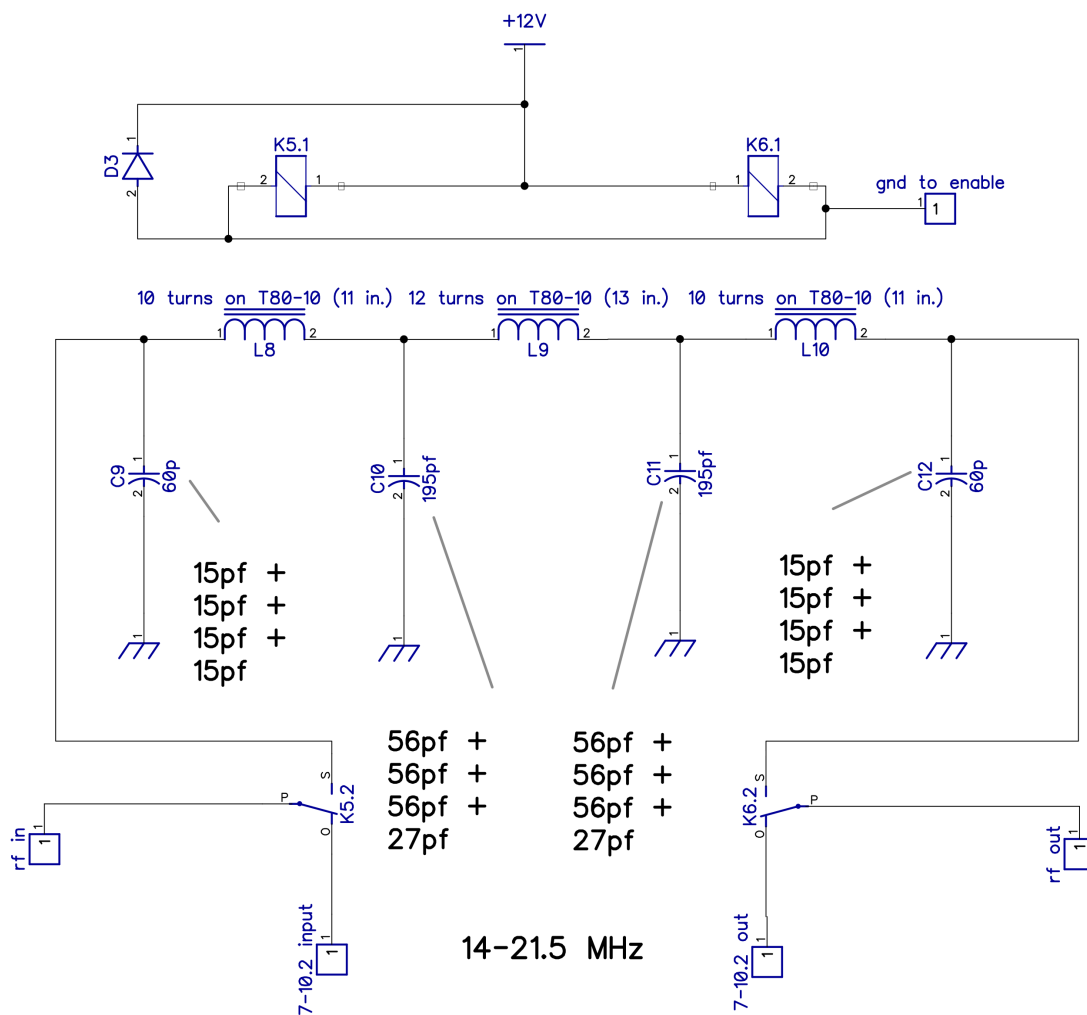 +12V
1
1
D3
2
K5.1
2
1
K6.1
1
2
gnd to enable
1
1
10 turns on T80-10 (11 in.)
12 turns on T80-10 (13 in.)
10 turns on T80-10 (11 in.)
1
2
L8
1
2
L9
1
2
L10
1
C9
60p
2
1
C10
195pf
2
1
C11
195pf
2
1
C12
60p
2
15pf +
15pf +
15pf +
15pf
15pf +
15pf +
15pf +
15pf
1
1
1
1
56pf +
56pf +
56pf +
27pf
56pf +
56pf +
56pf +
27pf
S
P
K5.2
O
S
P
K6.2
O
rf in
1
1
rf out
1
1
7-10.2 input
1
1
14-21.5 MHz
7-10.2 out
1
1